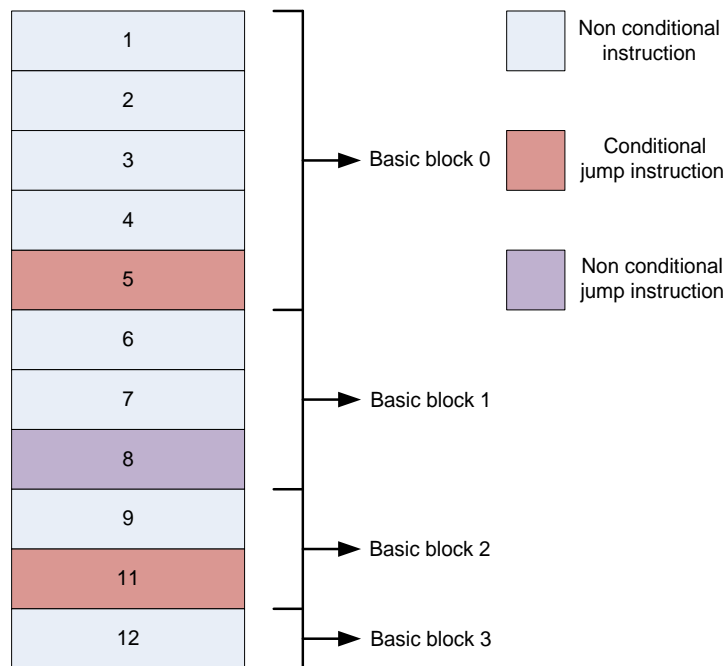 1
2
3
4
5
6
7
8
9
11
12
Basic block 0
Basic block 1
Basic block 2
Basic block 3
Non conditional
instruction
Conditional
jump instruction
Non conditional
jump instruction